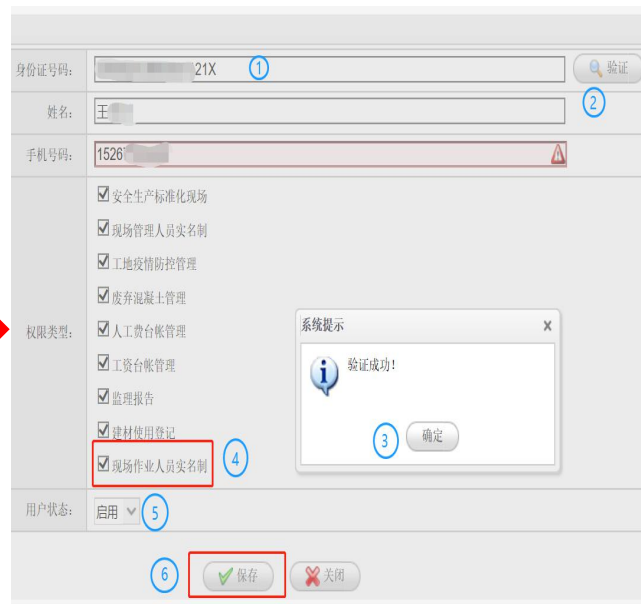 身份证号码： 21X ① 验证
②
姓名： 王
手机号码： 1526
权限类型：
安全生产标准化现场
现场管理人员实名制
工地疫情防控管理
废弃混凝土管理
人工费台帐管理
工资台帐管理
监理报告
建材使用登记
现场作业人员实名制 ④
系统提示 x
验证成功！
③ 确定
用户状态： 启用 ⑤
⑥ 保存 关闭